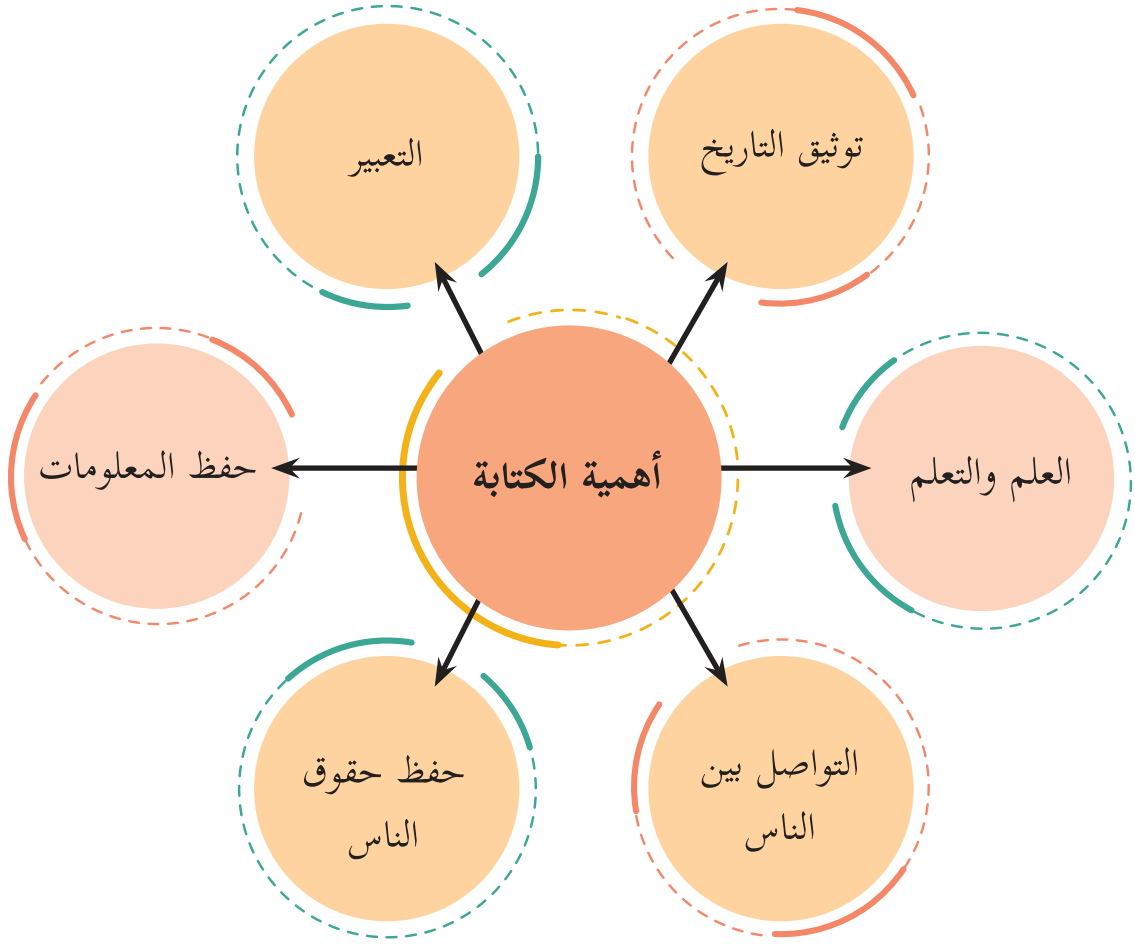 توثيق التاريخ
التعبير
العلم والتعلم
أهمية الكتابة
حفظ المعلومات
التواصل بين
الناس
حفظ حقوق
الناس